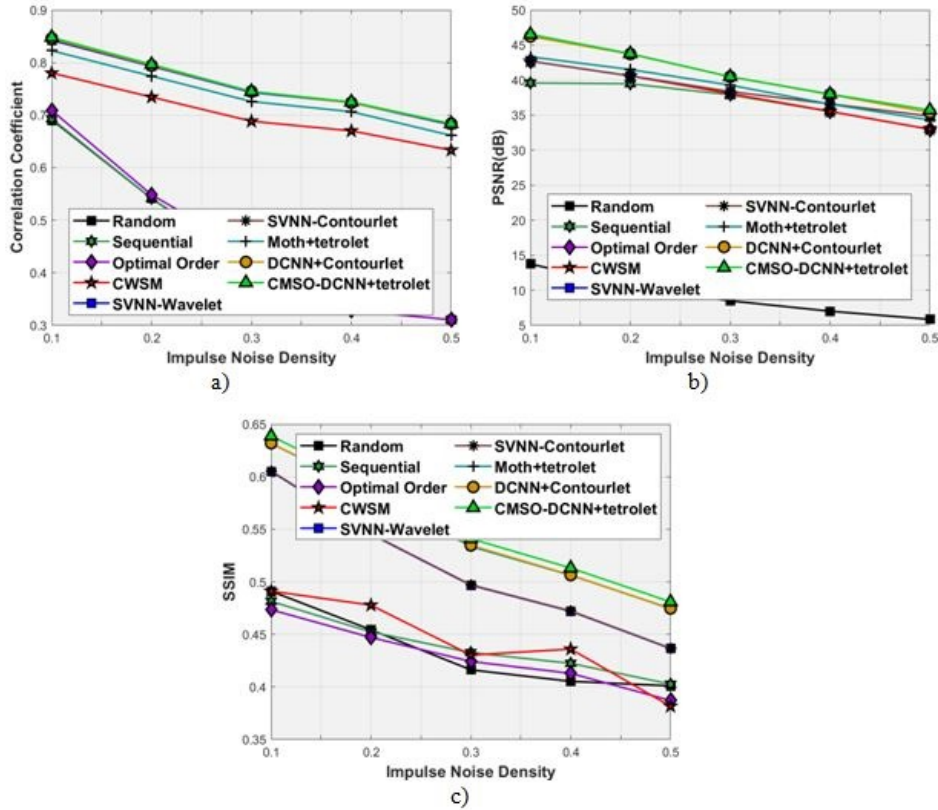 0.9
0.8
0.7
0.6
0.5
0.4
0.3
Correlation Coefficient
Random
Sequential
Optimal Order
CWSM
SVNN-Wavelet
SVNN-Contourlet
Moth+tetrolet
DCNN+Contourlet
CMSO-DCNN+tetrolet
0.1 0.2 0.3 0.4 0.5
Impulse Noise Density
a)
50
45
40
35
30
25
20
15
10
5
PSNR(dB)
Random
Sequential
Optimal Order
CWSM
SVNN-Wavelet
SVNN-Contourlet
Moth+tetrolet
DCNN+Contourlet
CMSO-DCNN+tetrolet
0.1 0.2 0.3 0.4 0.5
Impulse Noise Density
b)
0.65
0.6
0.55
0.5
0.45
0.4
0.35
SSIM
Random
Sequential
Optimal Order
CWSM
SVNN-Wavelet
SVNN-Contourlet
Moth+tetrolet
DCNN+Contourlet
CMSO-DCNN+tetrolet
0.1 0.2 0.3 0.4 0.5
Impulse Noise Density
c)